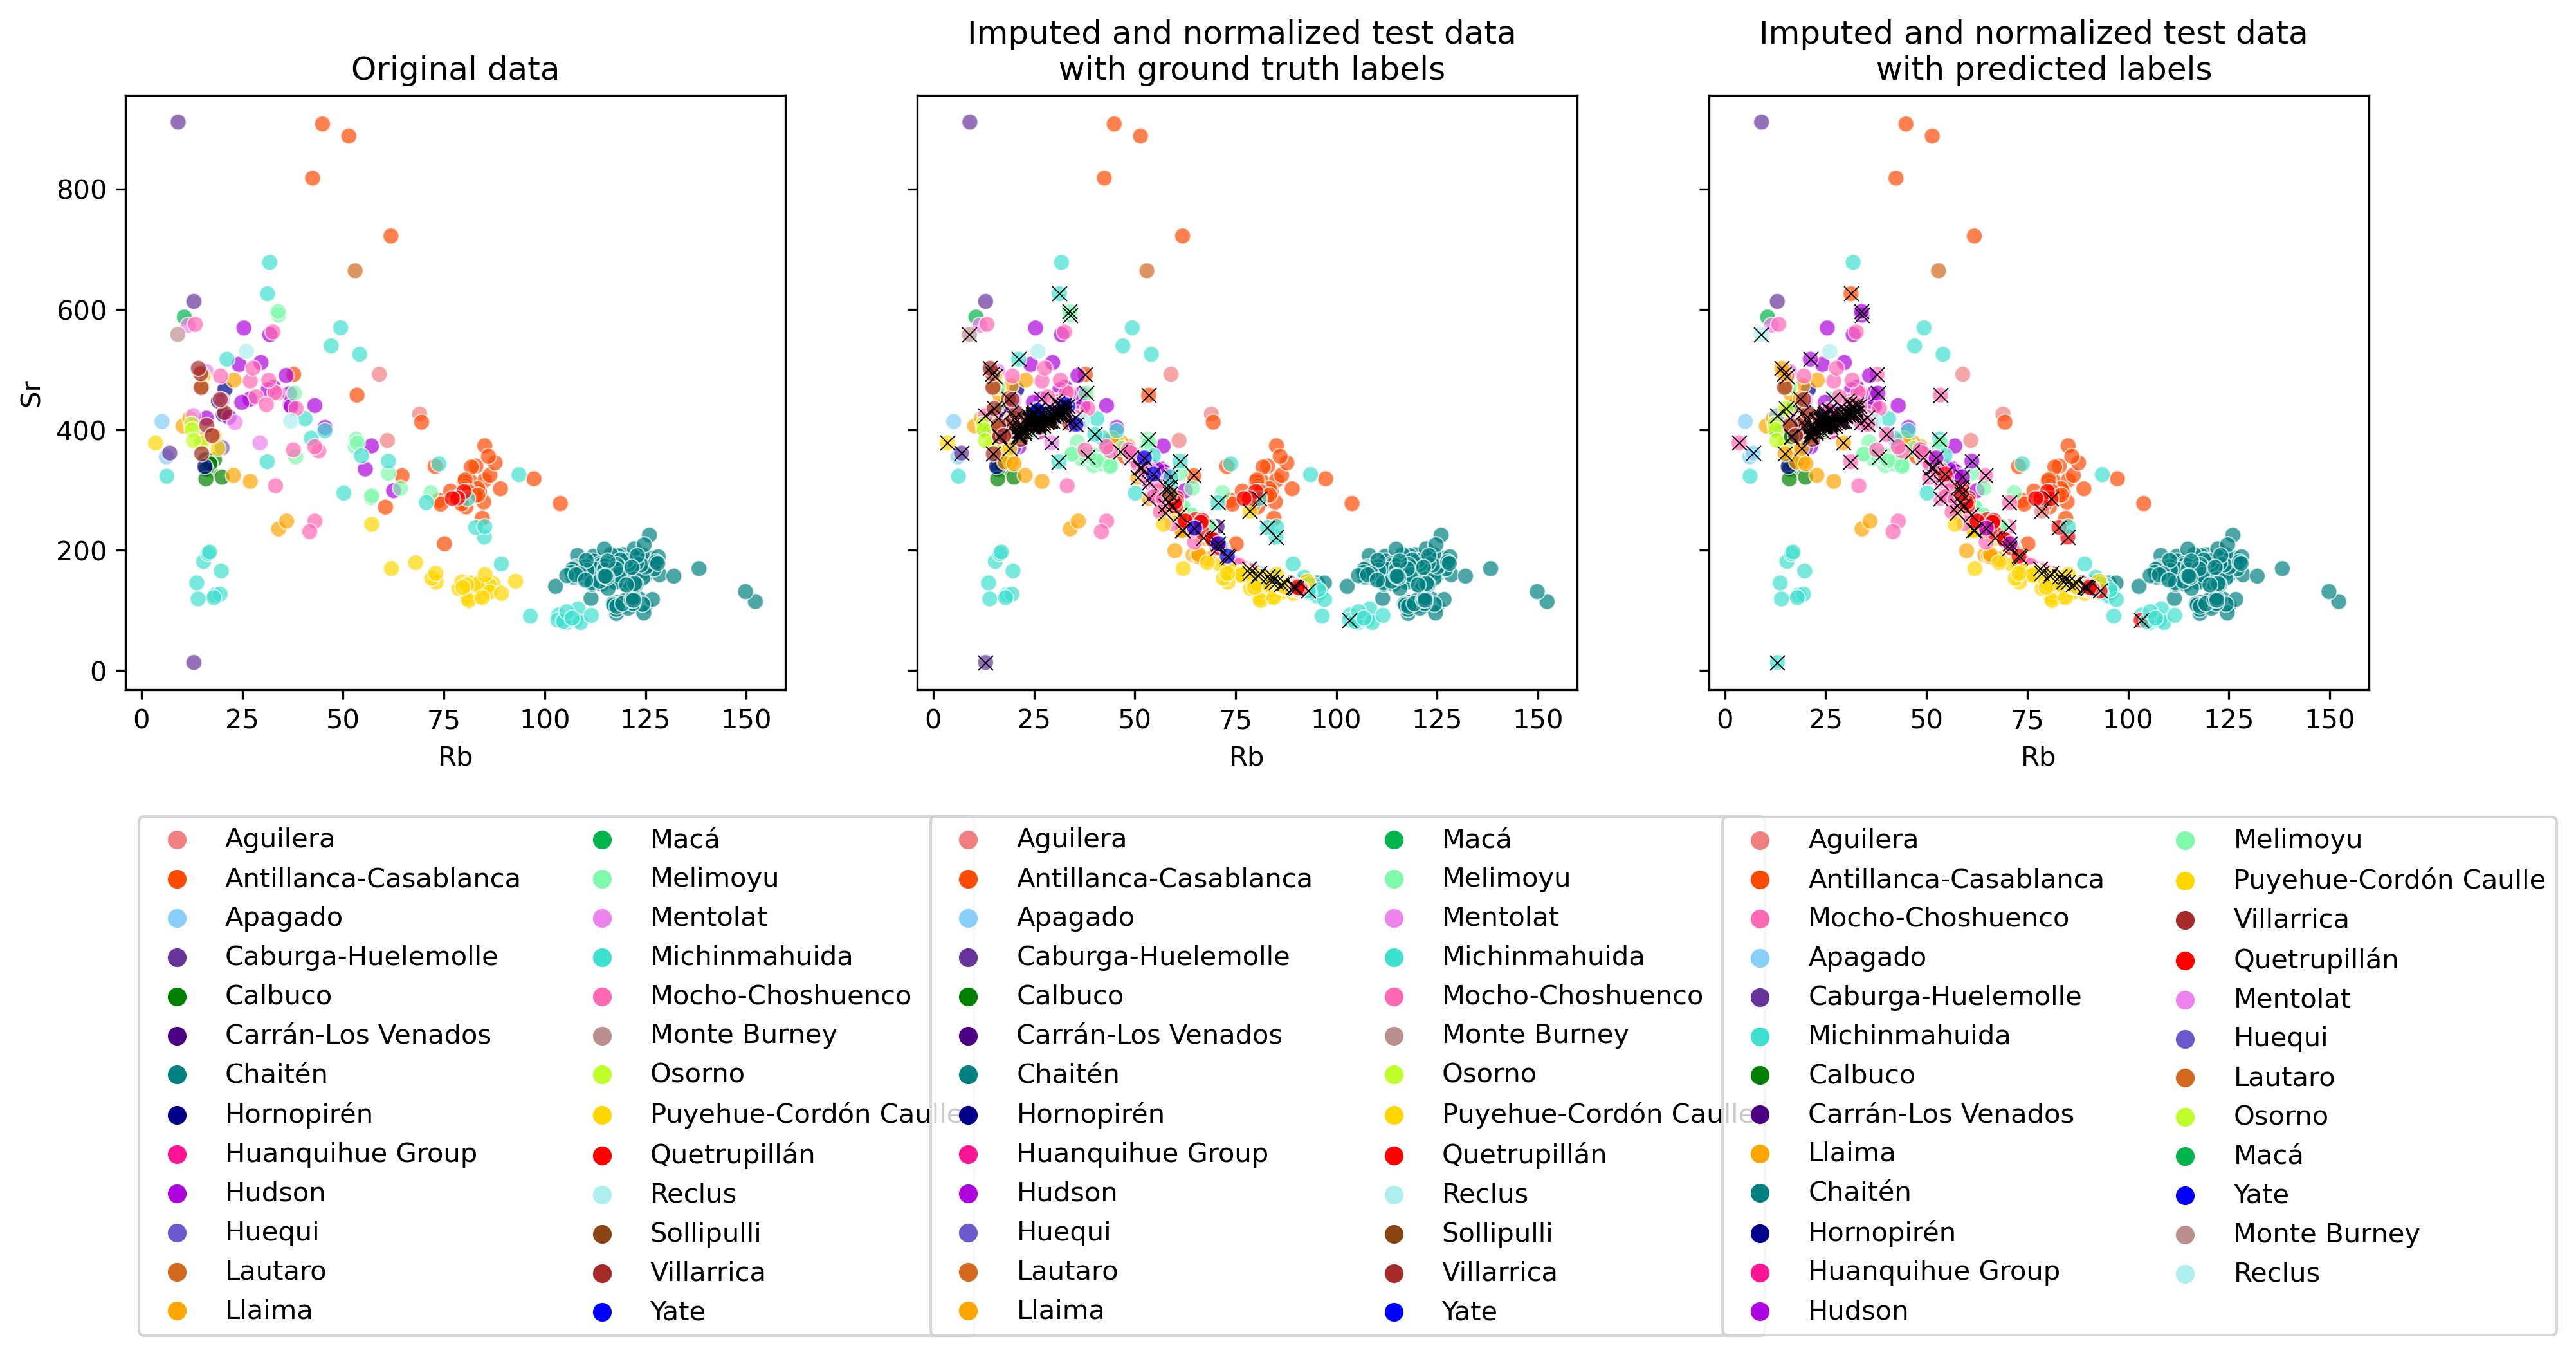 Original data
Imputed and normalized test data
with ground truth labels
Imputed and normalized test data
with predicted labels
Sr
800
600
400
200
0
0 25 50 75 100 125 150
Rb
0 25 50 75 100 125 150
Rb
0 25 50 75 100 125 150
Rb
Aguilera
Antillanca-Casablanca
Apagado
Caburga-Huelemolle
Calbuco
Carrán-Los Venados
Chaitén
Hornopirén
Huanquihue Group
Hudson
Huequi
Lautaro
Llaima
Macá
Melimoyu
Mentolat
Michinmahuida
Mocho-Choshuenco
Monte Burney
Osorno
Puyehue-Cordón Caulle
Quetrupillán
Reclus
Sollipulli
Villarrica
Yate
Aguilera
Antillanca-Casablanca
Apagado
Caburga-Huelemolle
Calbuco
Carrán-Los Venados
Chaitén
Hornopirén
Huanquihue Group
Hudson
Huequi
Lautaro
Llaima
Macá
Melimoyu
Mentolat
Michinmahuida
Mocho-Choshuenco
Monte Burney
Osorno
Puyehue-Cordón Caulle
Quetrupillán
Reclus
Sollipulli
Villarrica
Yate
Aguilera
Antillanca-Casablanca
Mocho-Choshuenco
Apagado
Caburga-Huelemolle
Michinmahuida
Calbuco
Carrán-Los Venados
Llaima
Chaitén
Hornopirén
Huanquihue Group
Hudson
Melimoyu
Puyehue-Cordón Caulle
Villarrica
Quetrupillán
Mentolat
Huequi
Lautaro
Osorno
Macá
Yate
Monte Burney
Reclus